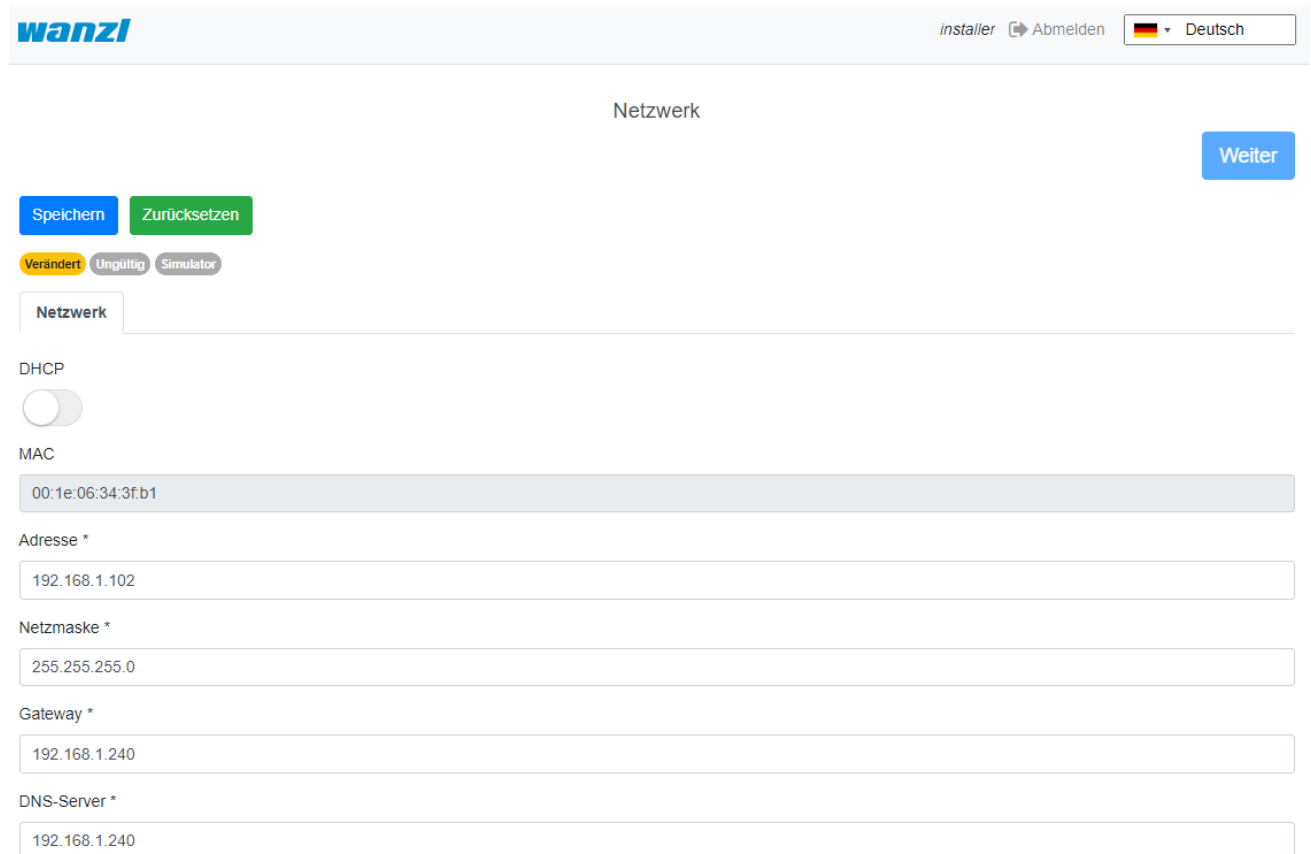 wanzl
installer Abmelden Deutsch
Netzwerk
Weiter
Speichern Zurücksetzen
Verändert Ungültig Simulator
Netzwerk
DHCP
MAC
00:1e:06:34:3f:b1
Adresse *
192.168.1.102
Netzmaske *
255.255.255.0
Gateway *
192.168.1.240
DNS-Server *
192.168.1.240